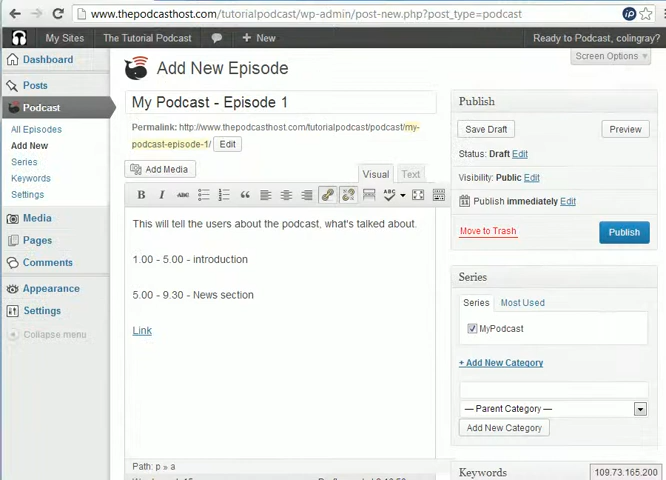 www.thepodcasthost.com/tutorialpodcast/wp-admin/post-new.php?post_type=podcast
My Sites The Tutorial Podcast + New Ready to Podcast, colingray?
Dashboard
Posts
Podcast
All Episodes
Add New
Series
Keywords
Settings
Media
Pages
Comments
Appearance
Settings
Collapse menu
Screen Options
Add New Episode
My Podcast - Episode 1
Permalink: http://www.thepodcasthost.com/tutorialpodcast/podcast/my-
podcast-episode-1/ Edit
Add Media
Visual Text
B I ABC
ABC
This will tell the users about the podcast, what's talked about.
1.00 - 5.00 - introduction
5.00 - 9.30 - News section
Link
Path: p » a
Publish
Save Draft Preview
Status: Draft Edit
Visibility: Public Edit
Publish immediately Edit
Move to Trash Publish
Series
Series Most Used
MyPodcast
+ Add New Category
— Parent Category —
Add New Category
Keywords
109.73.165.200